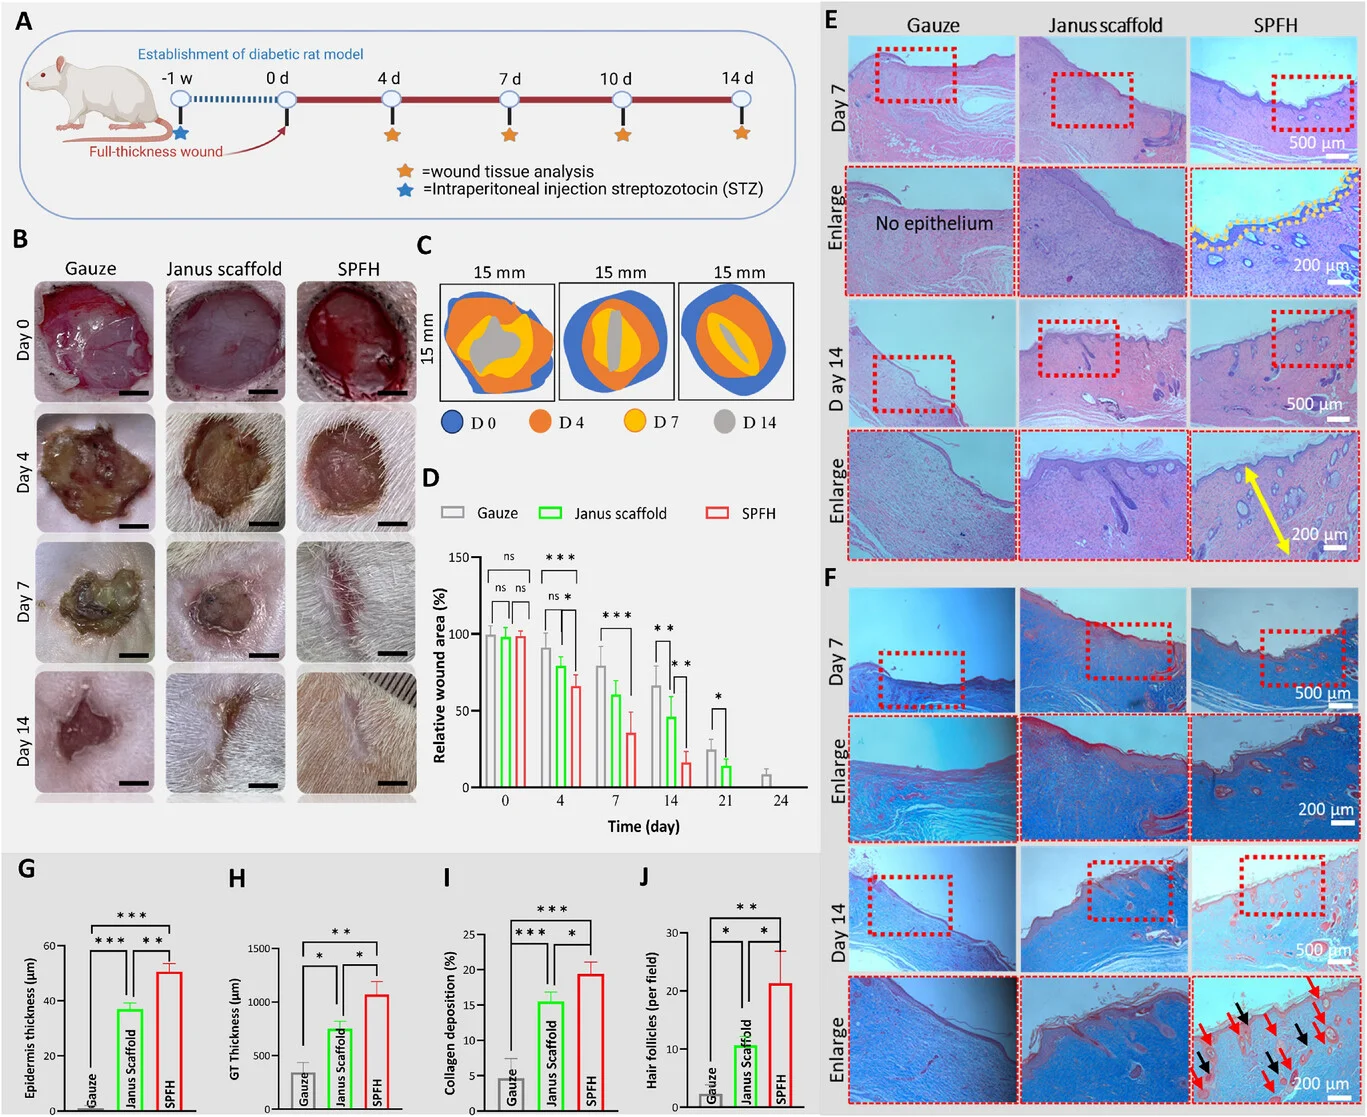 A
Establishment of diabetic rat model
-1 w 0 d 4 d 7 d 10 d 14 d
Full-thickness wound
=wound tissue analysis
=Intraperitoneal injection streptozotocin (STZ)
B
Gauze Janus scaffold SPFH
Day 0
Day 4
Day 7
Day 14
C
15 mm 15 mm 15 mm
15 mm
D 0 D 4 D 7 D 14
D
Gauze Janus scaffold SPFH
Relative wound area (%)
150
100
50
0
ns
ns ns
* * *
ns *
* * *
* *
* *
*
0 4 7 14 21 24
Time (day)
E
Gauze Janus scaffold SPFH
Day 7
500 µm
Enlarge
No epithelium
200 µm
Day 14
500 µm
Enlarge
200 µm
F
Day 7
500 µm
Enlarge
200 µm
Day 14
500 µm
Enlarge
200 µm
G
Epidermis thickness (µm)
60
40
20
0
* * *
* * * * *
Gauze
Janus Scaffold
SPFH
H
GT Thickness (µm)
1500
1000
500
0
* *
* *
Gauze
Janus Scaffold
SPFH
I
Collagen deposition (%)
25
20
15
10
5
0
* * *
* * * *
Gauze
Janus Scaffold
SPFH
J
Hair follicles (per field)
30
20
10
0
* *
* *
Gauze
Janus Scaffold
SPFH